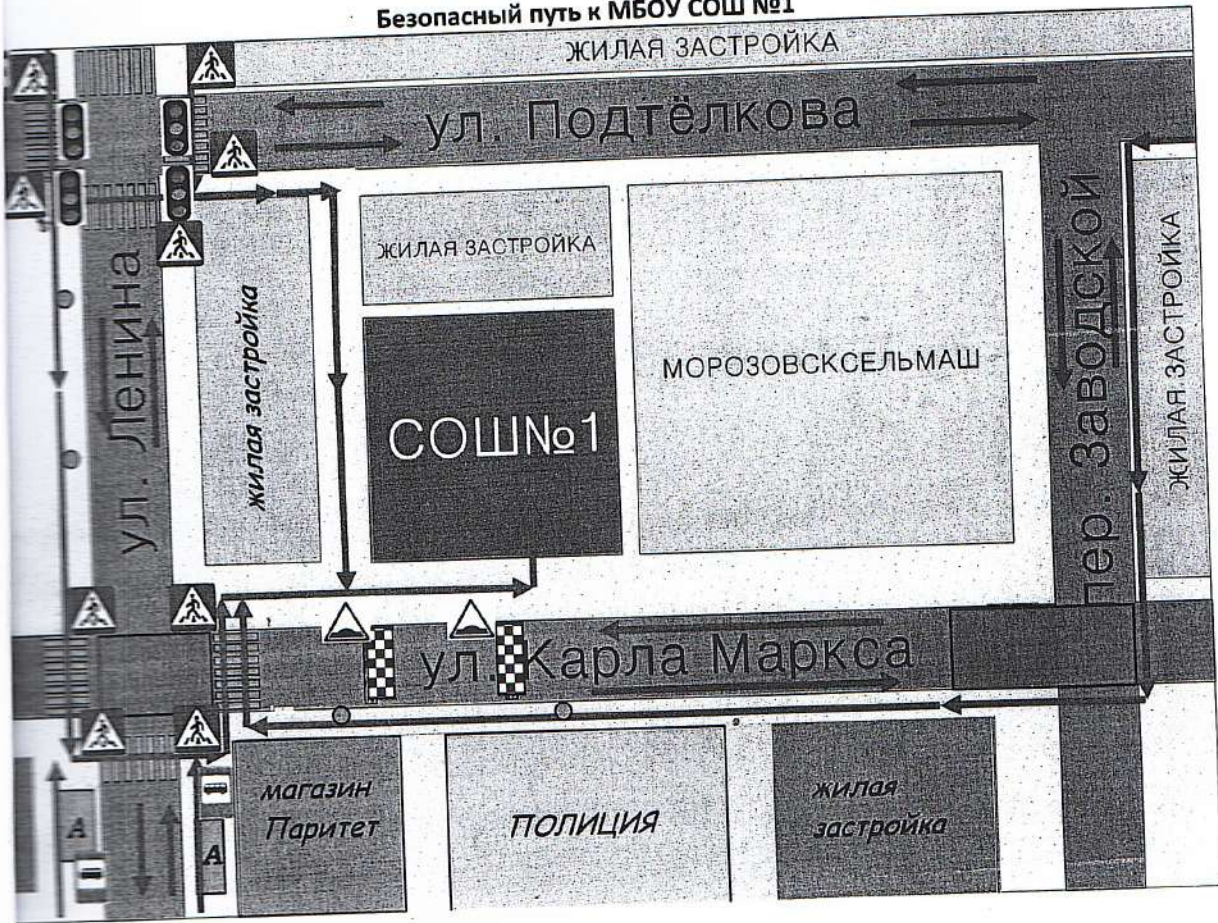 Безопасный путь к МБОУ СОШ №1
ЖИЛАЯ ЗАСТРОЙКА
ул. Подтёлкова
ЖИЛАЯ ЗАСТРОЙКА
МОРОЗОВСКСЕЛЬМАШ
ул. Ленина
жилая застройка
СОШ№1
пер. Заводской
ЖИЛАЯ ЗАСТРОЙКА
ул. Карла Маркса
магазин
Паритет
ПОЛИЦИЯ
жилая
застройка
А
А